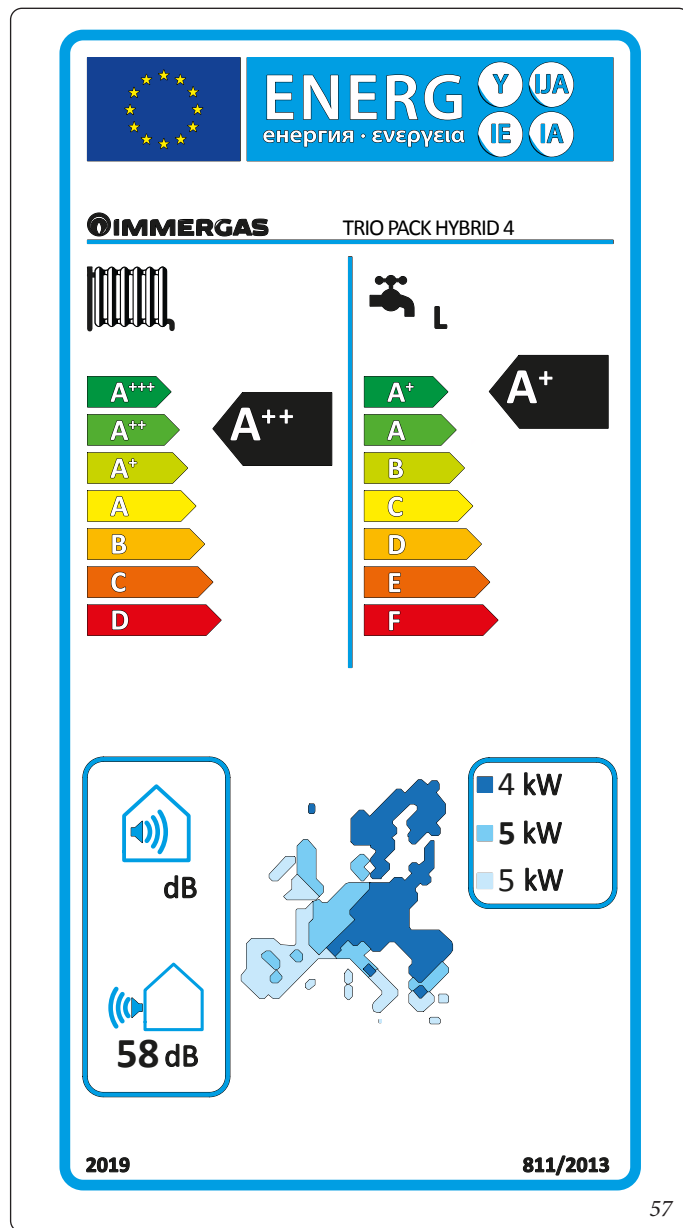 ENERG Y IJA
енергия · ενεργεια IE IA
IMMERGAS TRIO PACK HYBRID 4
L
A+++
A++
A+
A
B
C
D
A++
A+
A
B
C
D
E
F
A+
dB
58 dB
4 kW
5 kW
5 kW
2019 811/2013
57